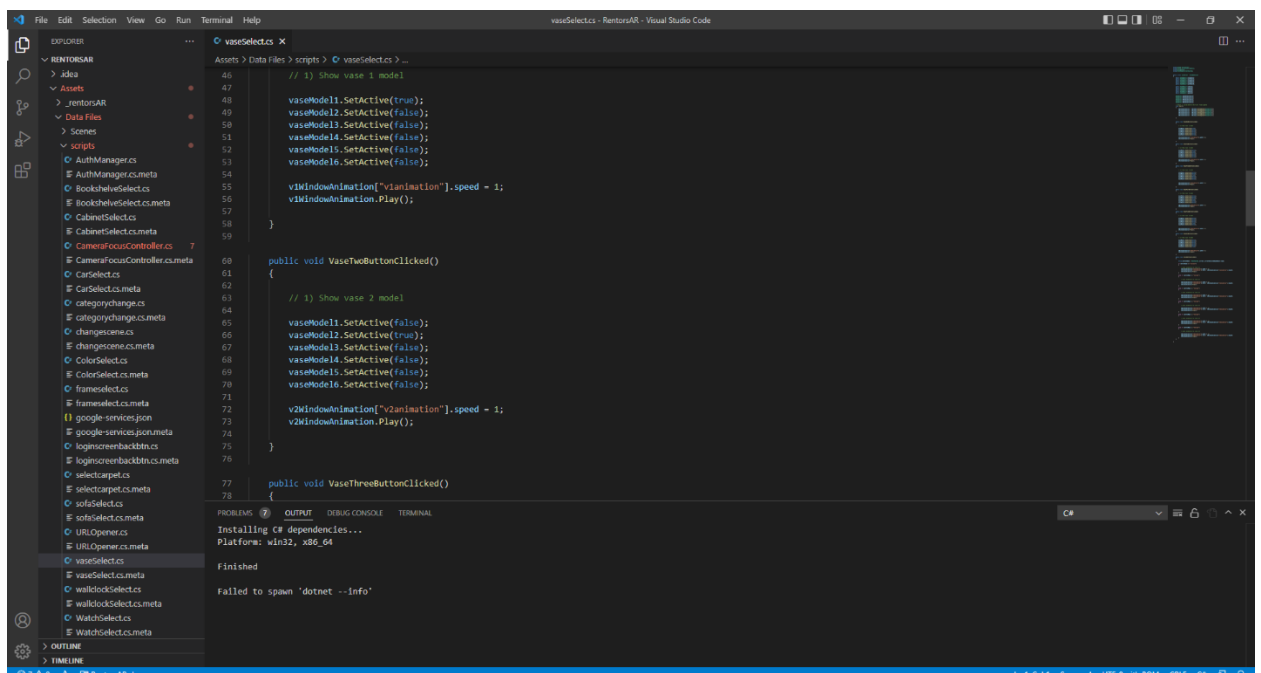 File Edit Selection View Go Run Terminal Help
vaseSelect.cs - RentorsAR - Visual Studio Code
EXPLORER
RENTORSAR
.idea
Assets
_rentorsAR
Data Files
Scenes
scripts
AuthManager.cs
AuthManager.cs.meta
BookshelveSelect.cs
BookshelveSelect.cs.meta
CabinetSelect.cs
CabinetSelect.cs.meta
CameraFocusController.cs 7
CameraFocusController.cs.meta
CarSelect.cs
CarSelect.cs.meta
categorychange.cs
categorychange.cs.meta
changescene.cs
changescene.cs.meta
ColorSelect.cs
ColorSelect.cs.meta
frameselect.cs
frameselect.cs.meta
{} google-services.json
google-services.json.meta
loginscreenbackbtn.cs
loginscreenbackbtn.cs.meta
selectcarpet.cs
selectcarpet.cs.meta
sofaSelect.cs
sofaSelect.cs.meta
URLOpener.cs
URLOpener.cs.meta
vaseSelect.cs
vaseSelect.cs.meta
wallclockSelect.cs
wallclockSelect.cs.meta
WatchSelect.cs
WatchSelect.cs.meta
OUTLINE
TIMELINE
vaseSelect.cs
Assets > Data Files > scripts > vaseSelect.cs > ...
46 // 1) Show vase 1 model
47
48 vaseModel1.SetActive(true);
49 vaseModel2.SetActive(false);
50 vaseModel3.SetActive(false);
51 vaseModel4.SetActive(false);
52 vaseModel5.SetActive(false);
53 vaseModel6.SetActive(false);
54
55 v1WindowAnimation["v1animation"].speed = 1;
56 v1WindowAnimation.Play();
57
58 }
59
60 public void VaseTwoButtonClicked()
61 {
62
63 // 1) Show vase 2 model
64
65 vaseModel1.SetActive(false);
66 vaseModel2.SetActive(true);
67 vaseModel3.SetActive(false);
68 vaseModel4.SetActive(false);
69 vaseModel5.SetActive(false);
70 vaseModel6.SetActive(false);
71
72 v2WindowAnimation["v2animation"].speed = 1;
73 v2WindowAnimation.Play();
74
75 }
76
77 public void VaseThreeButtonClicked()
78 {
PROBLEMS 7 OUTPUT DEBUG CONSOLE TERMINAL
C#
Installing C# dependencies...
Platform: win32, x86_64
Finished
Failed to spawn 'dotnet --info'